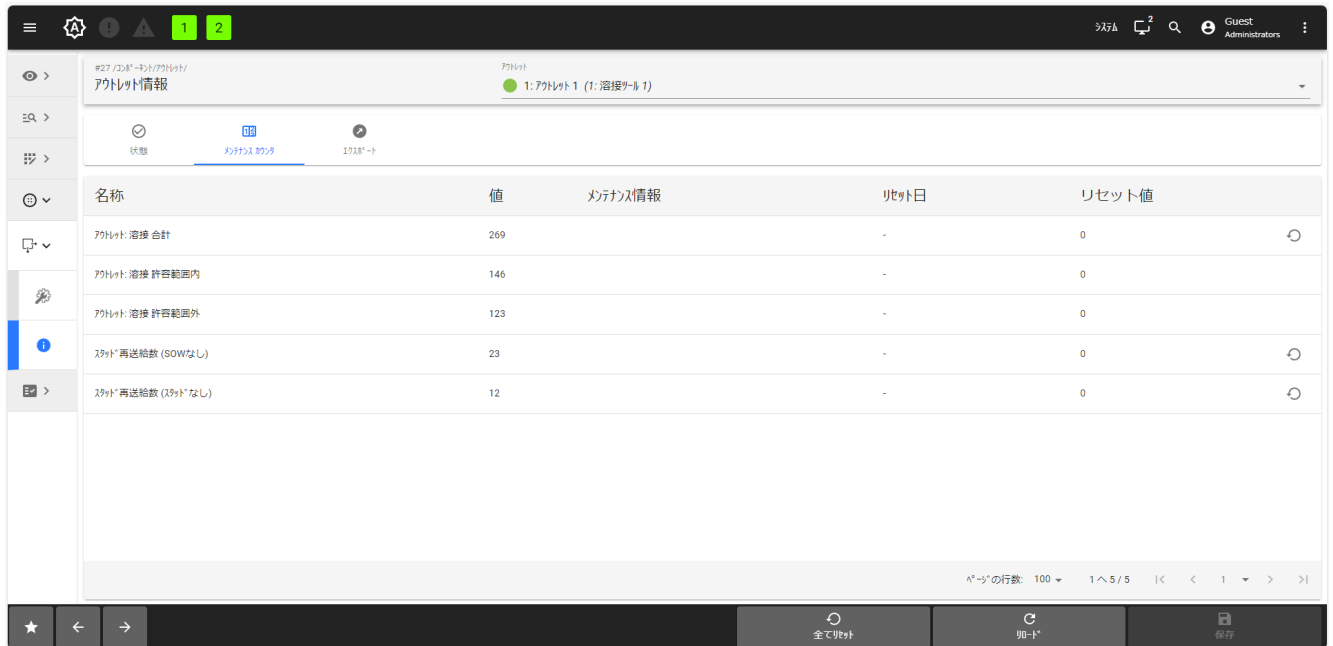 1 2 ｼｽﾃﾑ 2 Guest
Administrators
#27 /ｺﾝﾎﾟｰﾈﾝﾄ/ｱｳﾄﾚｯﾄ/
ｱｳﾄﾚｯﾄ情報
ｱｳﾄﾚｯﾄ
1: ｱｳﾄﾚｯﾄ 1 (1: 溶接ﾂｰﾙ 1)
状態 ﾒﾝﾃﾅﾝｽ ｶｳﾝﾀ ｴｸｽﾎﾟｰﾄ
名称 値 ﾒﾝﾃﾅﾝｽ情報 ﾘｾｯﾄ日 リセット値
ｱｳﾄﾚｯﾄ: 溶接 合計 269 - 0
ｱｳﾄﾚｯﾄ: 溶接 許容範囲内 146 - 0
ｱｳﾄﾚｯﾄ: 溶接 許容範囲外 123 - 0
ｽﾀｯﾄﾞ再送給数 (SOWなし) 23 - 0
ｽﾀｯﾄﾞ再送給数 (ｽﾀｯﾄﾞなし) 12 - 0
ﾍﾟｰｼﾞの行数: 100 1 へ 5 / 5 1
全てﾘｾｯﾄ ﾘﾛｰﾄﾞ 保存